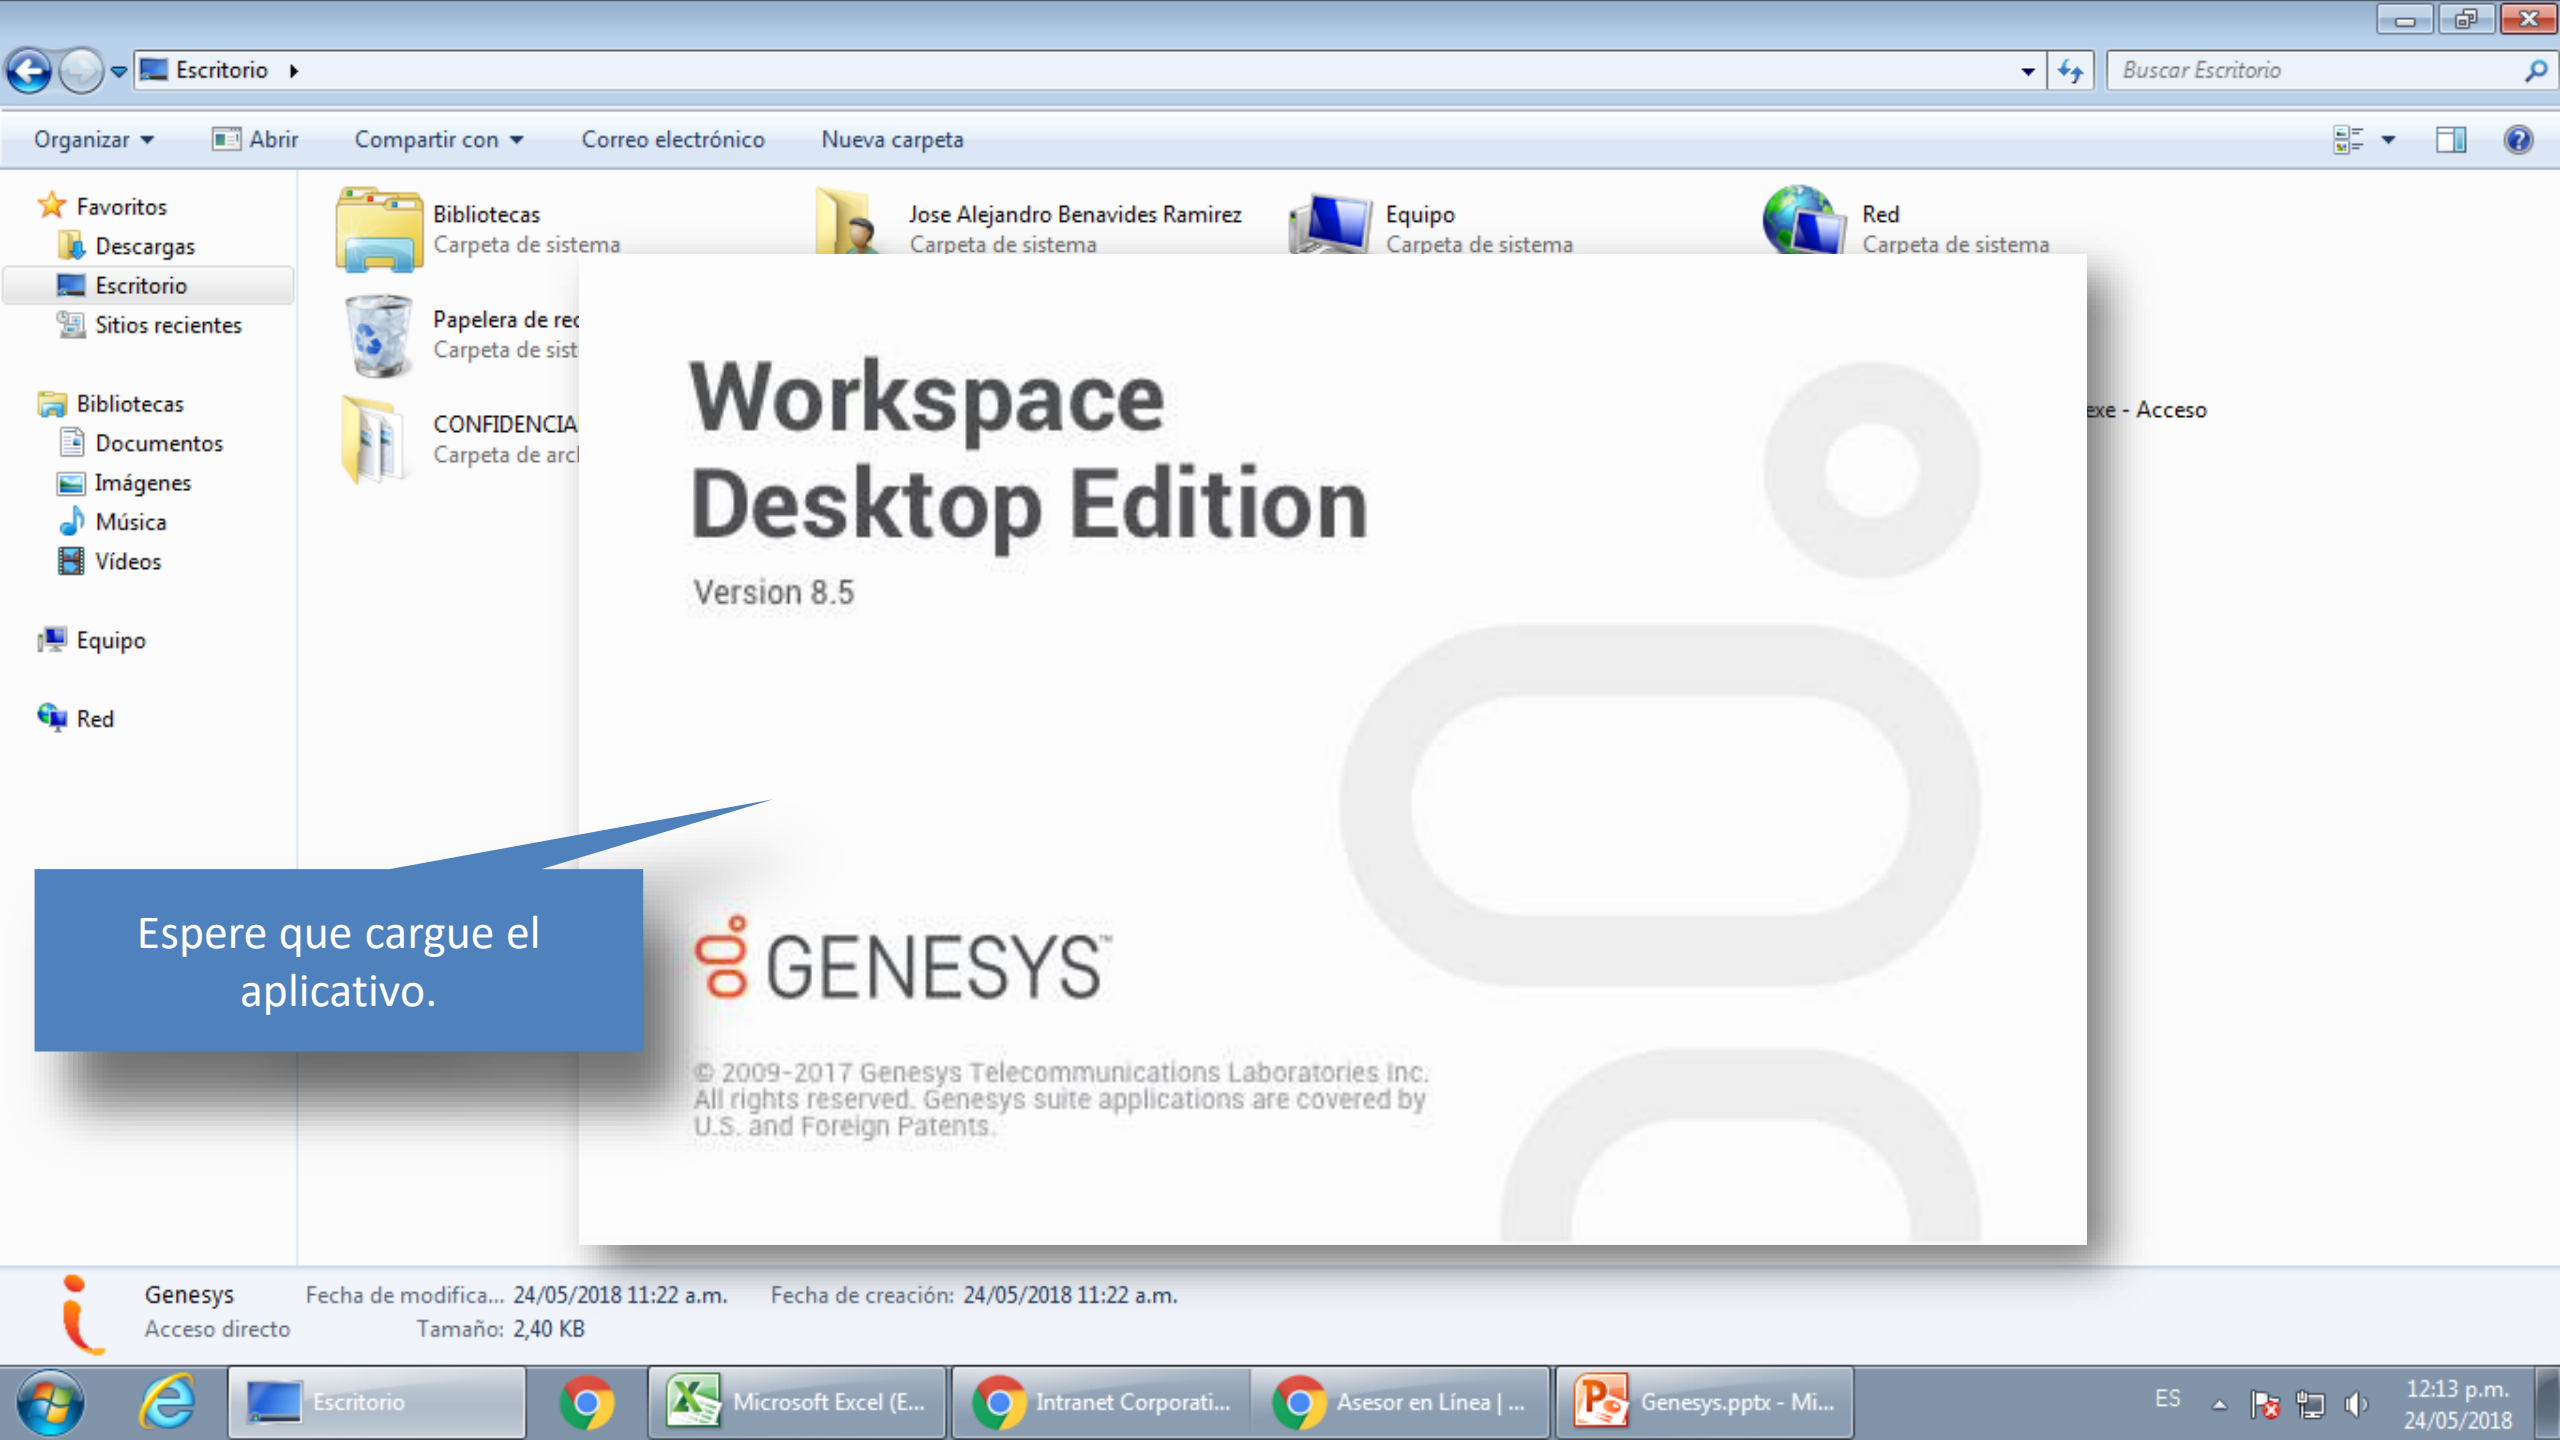 Escritorio
Buscar Escritorio
Organizar
Abrir
Compartir con
Correo electrónico
Nueva carpeta
Favoritos
Descargas
Escritorio
Sitios recientes
Bibliotecas
Documentos
Imágenes
Música
Vídeos
Equipo
Red
Bibliotecas
Carpeta de sistema
Jose Alejandro Benavides Ramirez
Carpeta de sistema
Equipo
Carpeta de sistema
Red
Carpeta de sistema
Papelera de rec
Carpeta de sist
CONFIDENCIA
Carpeta de arc
exe - Acceso
Workspace
Desktop Edition
Version 8.5
Espere que cargue el
aplicativo.
GENESYS™
© 2009-2017 Genesys Telecommunications Laboratories Inc.
All rights reserved. Genesys suite applications are covered by
U.S. and Foreign Patents.
Genesys
Acceso directo
Fecha de modifica... 24/05/2018 11:22 a.m.
Tamaño: 2,40 KB
Fecha de creación: 24/05/2018 11:22 a.m.
Escritorio
Microsoft Excel (E...
Intranet Corporati...
Asesor en Línea | ...
Genesys.pptx - Mi...
ES
12:13 p.m.
24/05/2018